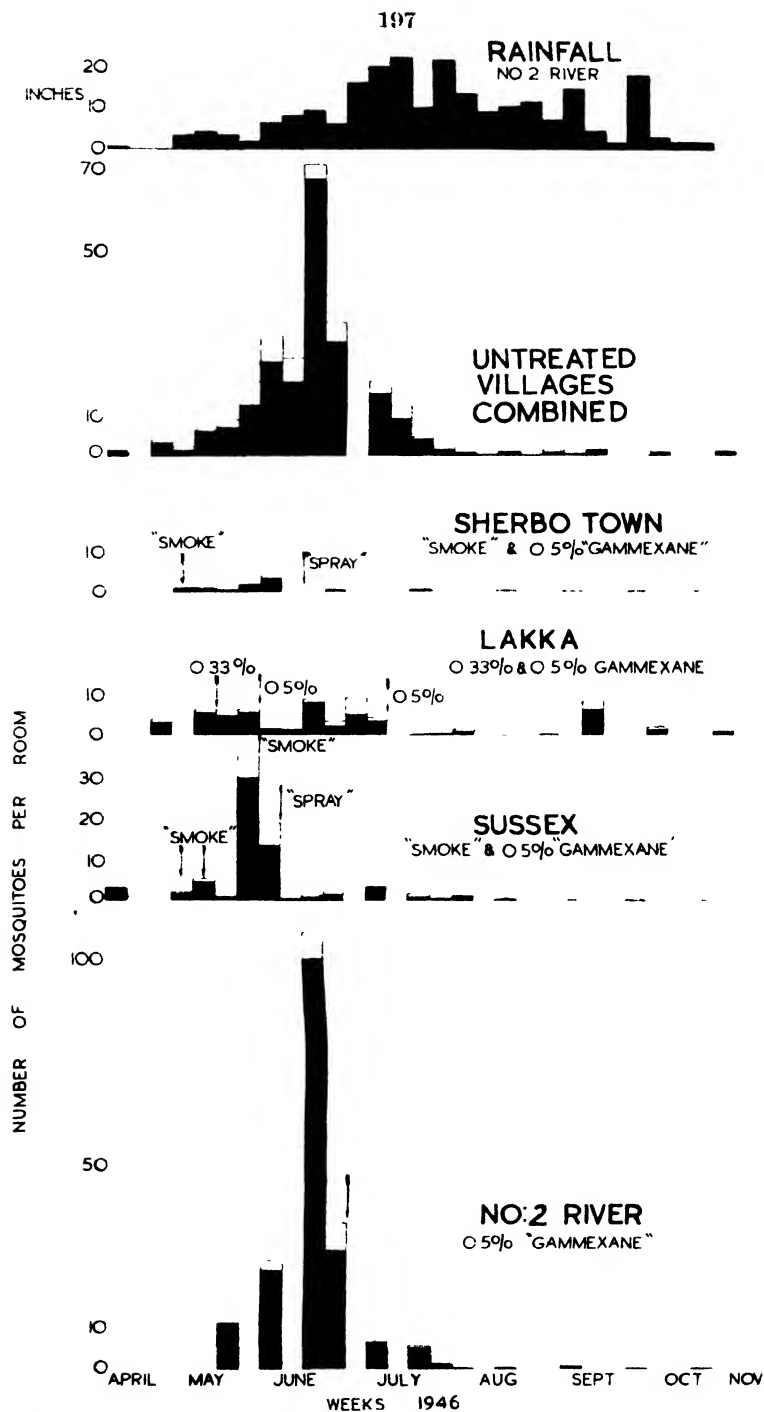 197
RAINFALL
NO 2 RIVER
INCHES
20
10
0
70
50
10
0
UNTREATED
VILLAGES
COMBINED
SHERBO TOWN
"SMOKE" & 0 5% "GAMMEXANE"
"SMOKE"
"SPRAY"
10
0
LAKKA
0 33% & 0 5% GAMMEXANE
0 33%
0 5%
0 5%
10
0
"SMOKE"
"SPRAY"
"SMOKE"
SUSSEX
"SMOKE" & 0 5% "GAMMEXANE'
30
20
10
0
100
50
10
0
NO:2 RIVER
0 5% "GAMMEXANE"
NUMBER OF MOSQUITOES PER ROOM
APRIL MAY JUNE JULY AUG SEPT OCT NOV
WEEKS 1946